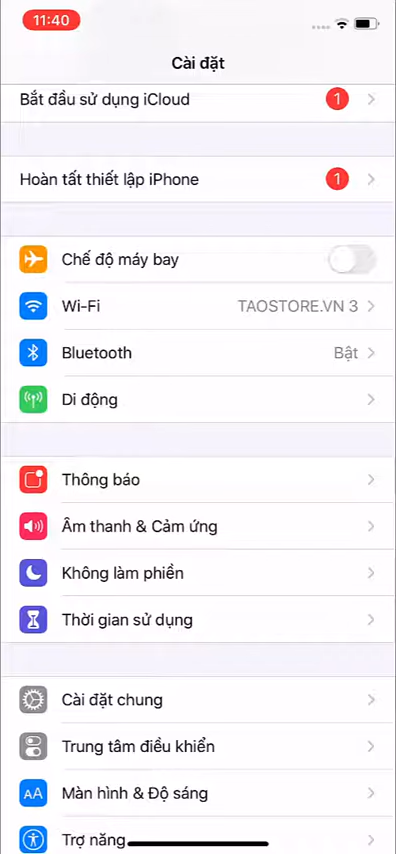 11:40
Cài đặt
Bắt đầu sử dụng iCloud 1
Hoàn tất thiết lập iPhone 1
Chế độ máy bay
Wi-Fi TAOSTORE.VN 3
Bluetooth Bật
Di động
Thông báo
Âm thanh & Cảm ứng
Không làm phiền
Thời gian sử dụng
Cài đặt chung
Trung tâm điều khiển
AA Màn hình & Độ sáng
Trợ năng